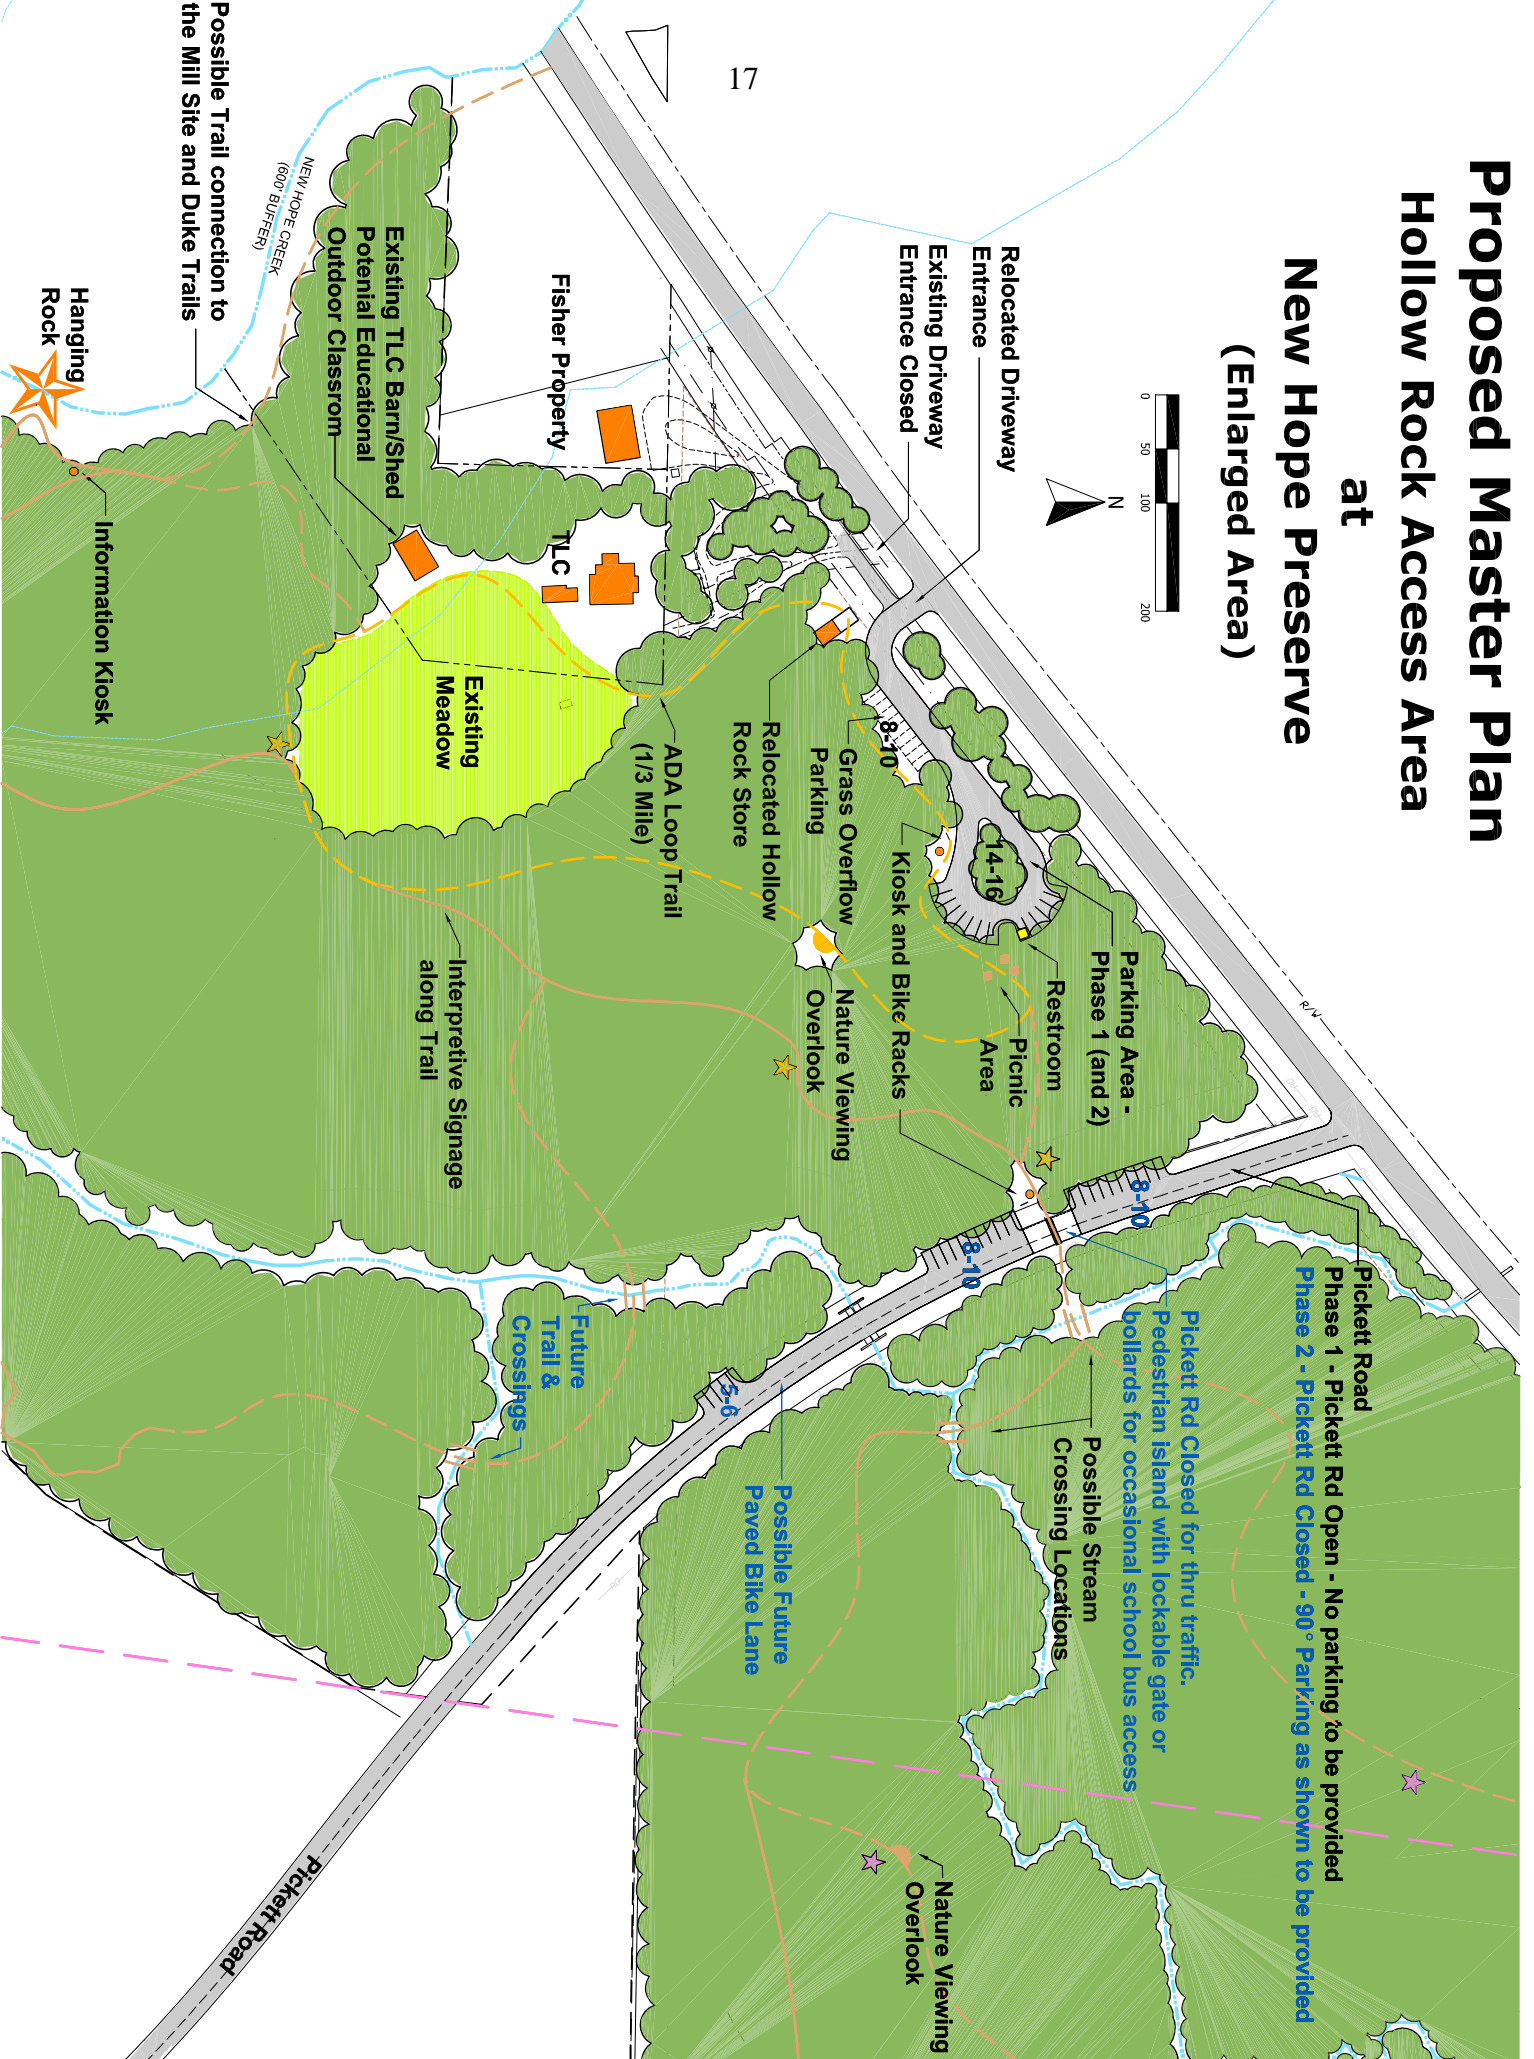 17
Proposed Master Plan
Hollow Rock Access Area
at
New Hope Preserve
(Enlarged Area)
0
50
100
200
N
Relocated Driveway
Entrance
Existing Driveway
Entrance Closed
Possible Trail connection to
the Mill Site and Duke Trails
NEW HOPE CREEK
(600' BUFFER)
Hanging
Rock
Existing TLC Barn/Shed
Potenial Educational
Outdoor Classrom
Fisher Property
TLC
Information Kiosk
Existing
Meadow
ADA Loop Trail
(1/3 Mile)
Relocated Hollow
Rock Store
Grass Overflow
Parking
8-10
14-16
Kiosk and Bike Racks
Parking Area -
Phase 1 (and 2)
Restroom
Picnic
Area
Nature Viewing
Overlook
Interpretive Signage
along Trail
R/W
8-10
8-10
5-6
Pickett Road
Phase 1 - Pickett Rd Open - No parking to be provided
Phase 2 - Pickett Rd Closed - 90° Parking as shown to be provided
Pickett Rd Closed for thru traffic.
Pedestrian island with lockable gate or
bollards for occasional school bus access
Possible Stream
Crossing Locations
Future
Trail &
Crossings
Possible Future
Paved Bike Lane
Nature Viewing
Overlook
Pickett Road